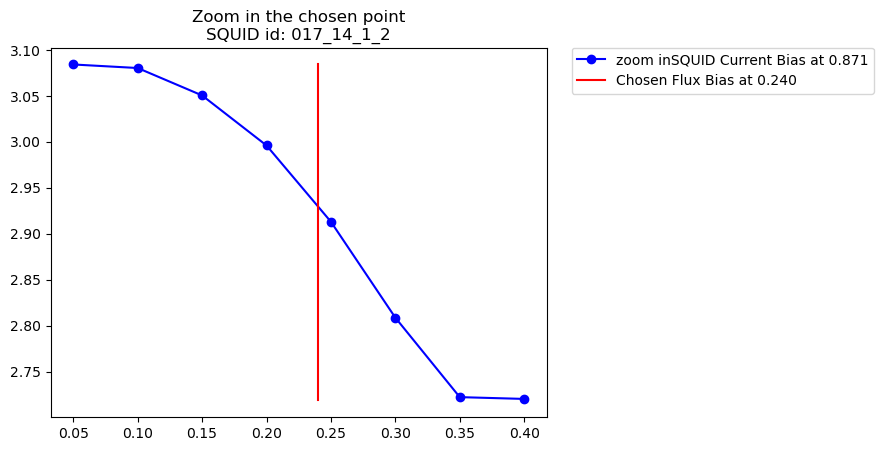 Zoom in the chosen point
SQUID id: 017_14_1_2
zoom inSQUID Current Bias at 0.871
Chosen Flux Bias at 0.240
3.10
3.05
3.00
2.95
2.90
2.85
2.80
2.75
0.05 0.10 0.15 0.20 0.25 0.30 0.35 0.40